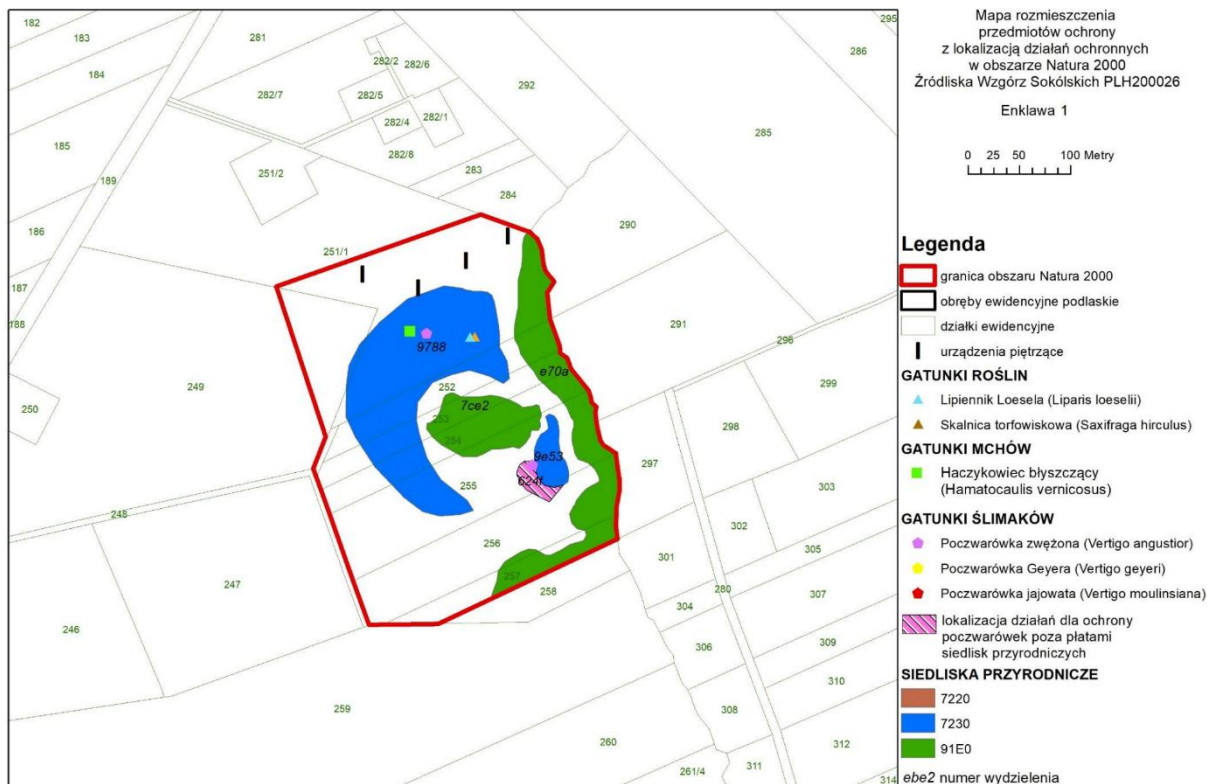 Mapa rozmieszczenia
przedmiotów ochrony
z lokalizacją działań ochronnych
w obszarze Natura 2000
Źródliska Wzgórz Sokólskich PLH200026
Enklawa 1
0 25 50 100 Metry
Legenda
granica obszaru Natura 2000
obręby ewidencyjne podlaskie
działki ewidencyjne
urządzenia piętrzące
GATUNKI ROŚLIN
Lipiennik Loesela (Liparis loeselii)
Skalnica torfowiskowa (Saxifraga hirculus)
GATUNKI MCHÓW
Haczykowiec błyszczący
(Hamatocaulis vernicosus)
GATUNKI ŚLIMAKÓW
Poczwarówka zwężona (Vertigo angustior)
Poczwarówka Geyera (Vertigo geyeri)
Poczwarówka jajowata (Vertigo moulinsiana)
lokalizacja działań dla ochrony
poczwarówek poza płatami
siedlisk przyrodniczych
SIEDLISKA PRZYRODNICZE
7220
7230
91E0
ebe2 numer wydzielenia
182
183
184
185
189
186
187
188
281
282/2
282/6
282/7
282/5
282/4
282/1
282/8
283
284
251/2
251/1
292
295
286
285
290
291
296
299
298
297
303
302
305
301
280
304
307
306
309
310
308
312
311
314
249
250
248
247
246
252
253
254
255
256
257
258
259
260
261/4
9788
e70a
7ce2
9e53
624f